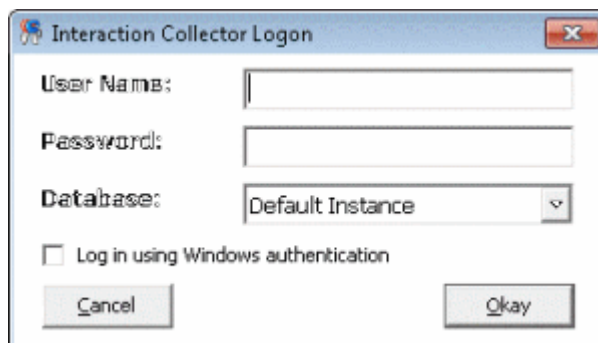 Interaction Collector Logon
User Name:
Password:
Database:
Default Instance
Log in using Windows authentication
Cancel
Okay